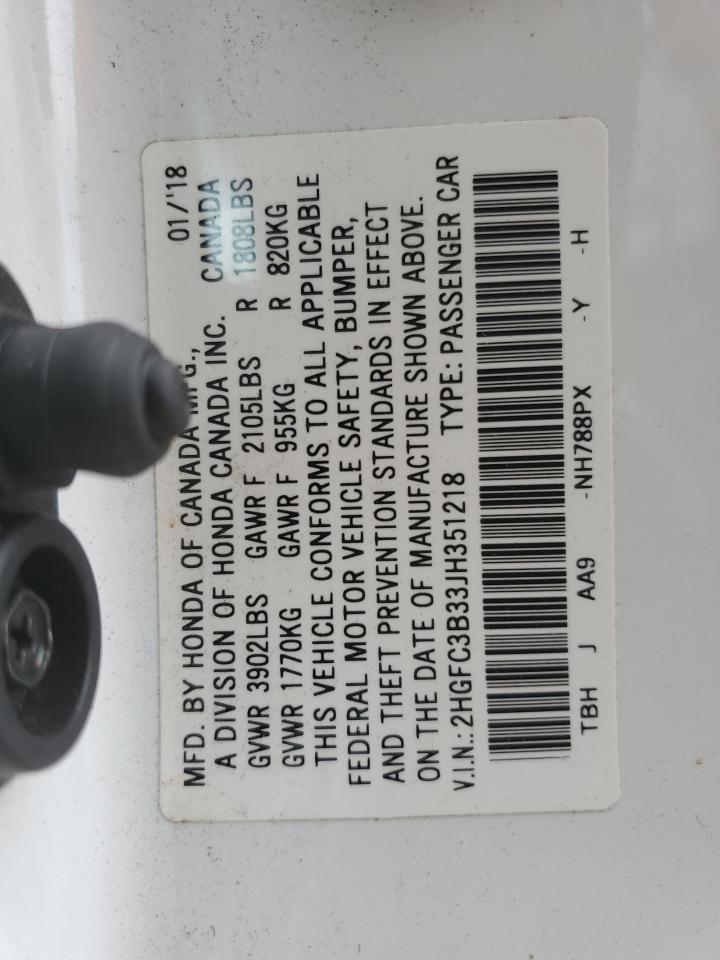 01/'18
MFD. BY HONDA OF CANADA MFG.,
A DIVISION OF HONDA CANADA INC. CANADA
GVWR 3902LBS GAWR F 2105LBS R 1808LBS
GVWR 1770KG GAWR F 955KG R 820KG
THIS VEHICLE CONFORMS TO ALL APPLICABLE
FEDERAL MOTOR VEHICLE SAFETY, BUMPER,
AND THEFT PREVENTION STANDARDS IN EFFECT
ON THE DATE OF MANUFACTURE SHOWN ABOVE.
V.I.N.: 2HGFC3B33JH351218 TYPE: PASSENGER CAR
TBH J AA9 -NH788PX -Y -H